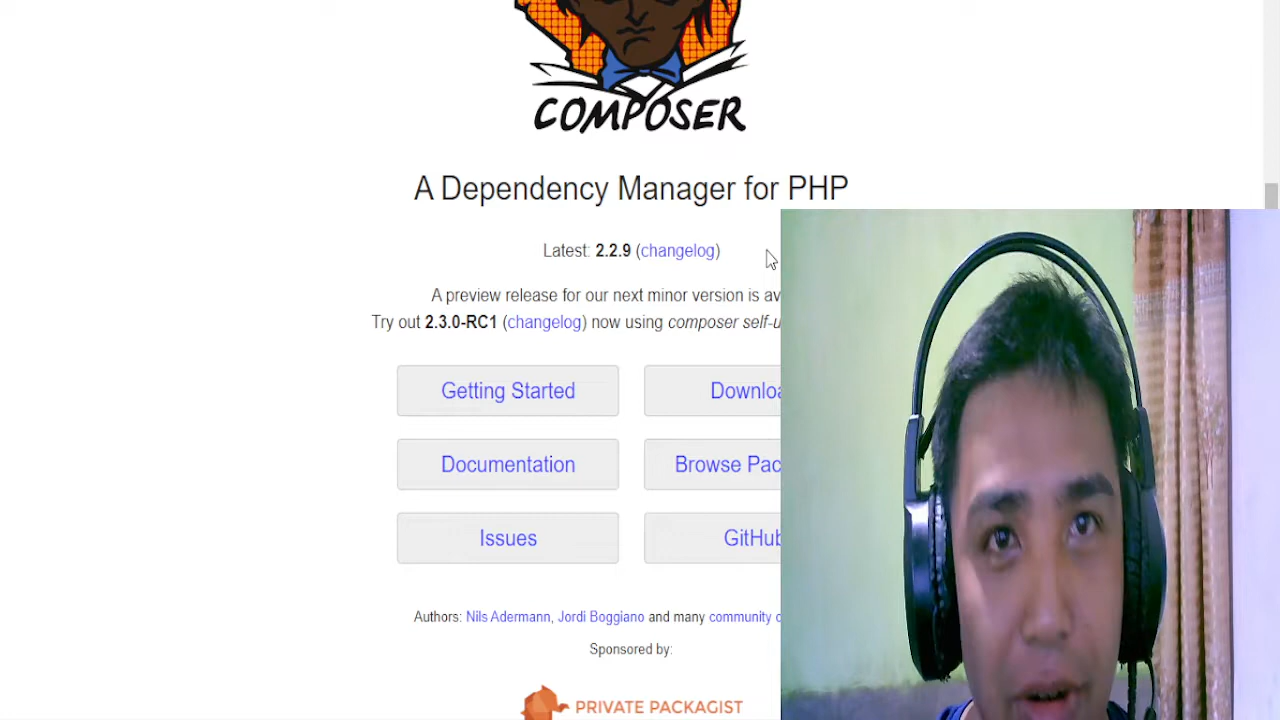 COMPOSER
A Dependency Manager for PHP
Latest: 2.2.9 (changelog)
A preview release for our next minor version is av
Try out 2.3.0-RC1 (changelog) now using composer self-u
Getting Started
Downloa
Documentation
Browse Pac
Issues
GitHub
Authors: Nils Adermann, Jordi Boggiano and many community c
Sponsored by:
PRIVATE PACKAGIST